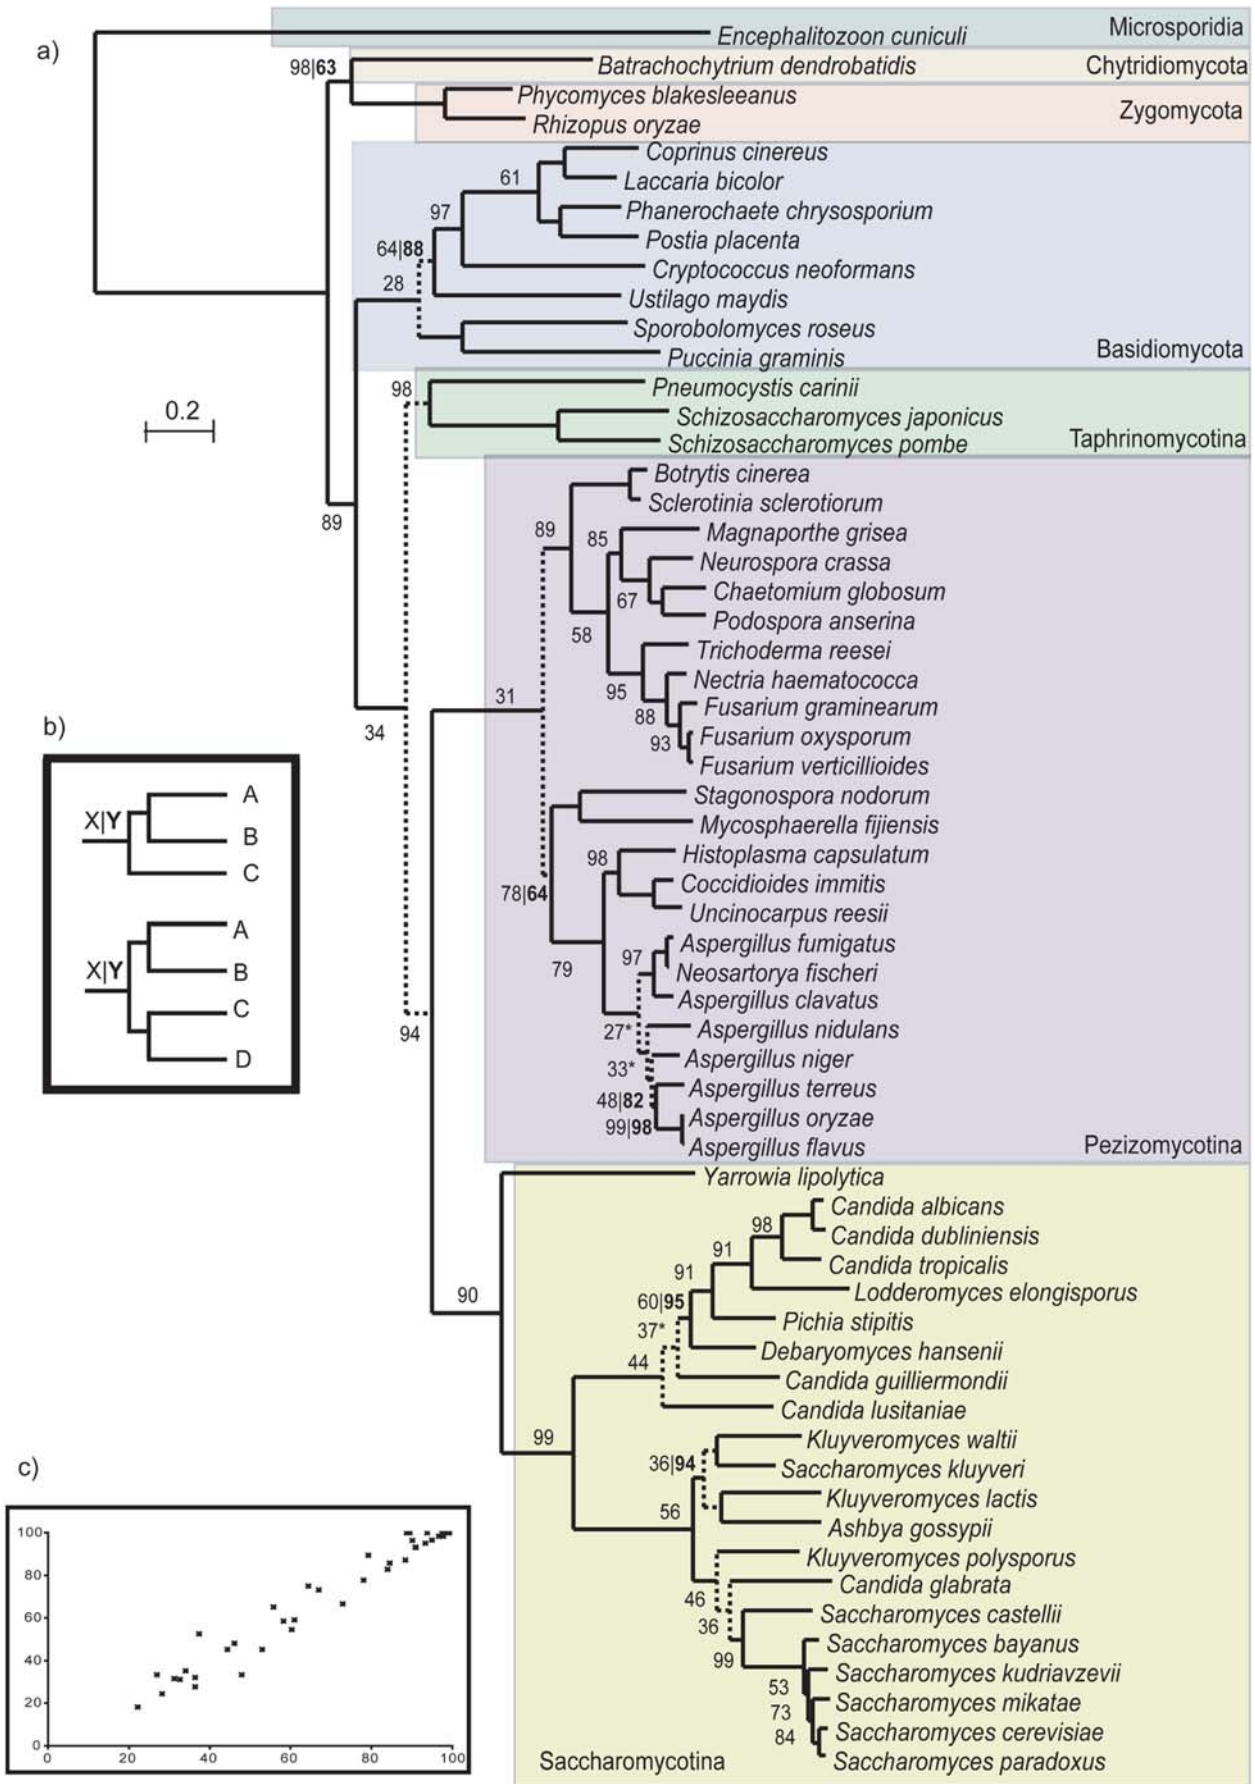 a)
Encephalitozoon cuniculi
Microsporidia
98|63
Batrachochytrium dendrobatidis
Chytridiomycota
Phycomyces blakesleeanus
Zygomycota
Rhizopus oryzae
Coprinus cinereus
61
Laccaria bicolor
97
Phanerochaete chrysosporium
64|88
Postia placenta
28
Cryptococcus neoformans
Ustilago maydis
Sporobolomyces roseus
Basidiomycota
Puccinia graminis
98
Pneumocystis carinii
0.2
Schizosaccharomyces japonicus
Taphrinomycotina
Schizosaccharomyces pombe
Botrytis cinerea
Sclerotinia sclerotiorum
89
89
85
Magnaporthe grisea
Neurospora crassa
67
Chaetomium globosum
58
Podospora anserina
Trichoderma reesei
95
Nectria haematococca
31
88
Fusarium graminearum
34
93
Fusarium oxysporum
Fusarium verticillioides
Stagonospora nodorum
Mycosphaerella fijiensis
98
Histoplasma capsulatum
78|64
Coccidioides immitis
Uncinocarpus reesii
79
97
Aspergillus fumigatus
Neosartorya fischeri
Aspergillus clavatus
94
27*
Aspergillus nidulans
33*
Aspergillus niger
48|82
Aspergillus terreus
99|98
Aspergillus oryzae
Aspergillus flavus
Pezizomycotina
b)
X|Y
A
B
C
X|Y
A
B
C
D
Yarrowia lipolytica
Candida albicans
98
Candida dubliniensis
91
Candida tropicalis
91
Lodderomyces elongisporus
90
60|95
Pichia stipitis
37*
Debaryomyces hansenii
44
Candida guilliermondii
Candida lusitaniae
99
Kluyveromyces waltii
36|94
Saccharomyces kluyveri
56
Kluyveromyces lactis
Ashbya gossypii
Kluyveromyces polysporus
46
Candida glabrata
36
Saccharomyces castellii
99
Saccharomyces bayanus
53
Saccharomyces kudriavzevii
73
Saccharomyces mikatae
84
Saccharomyces cerevisiae
Saccharomyces paradoxus
Saccharomycotina
c)
100
80
60
40
20
0
0 20 40 60 80 100